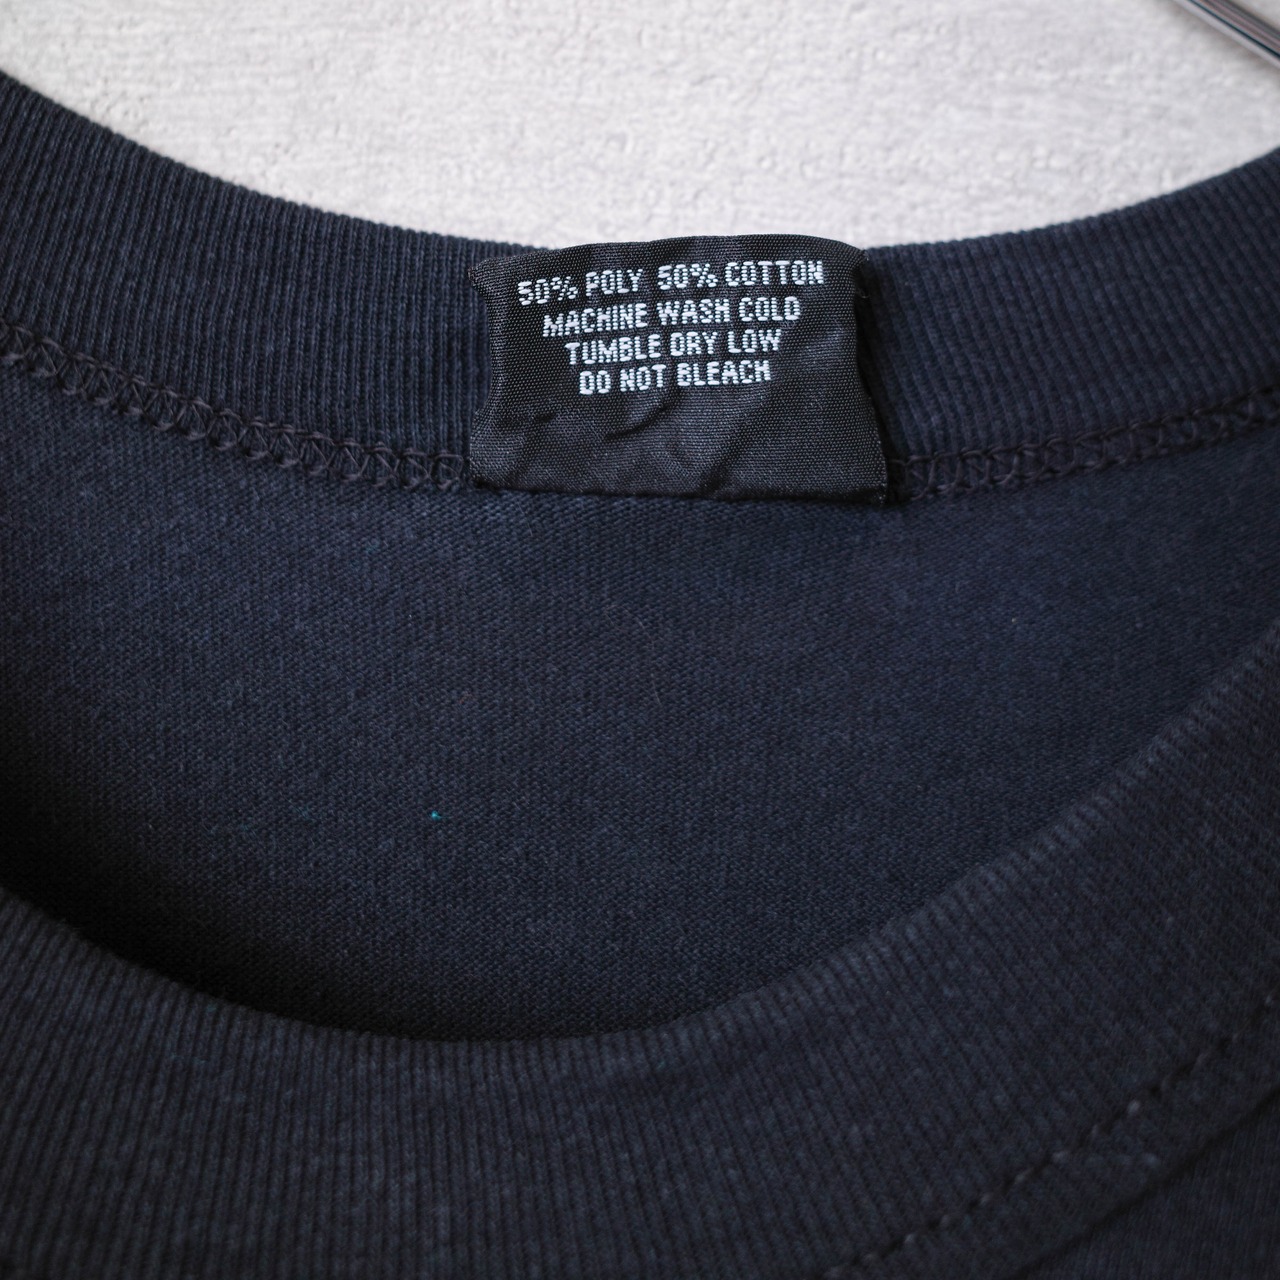 50% POLY 50% COTTON
MACHINE WASH COLD
TUMBLE DRY LOW
DO NOT BLEACH